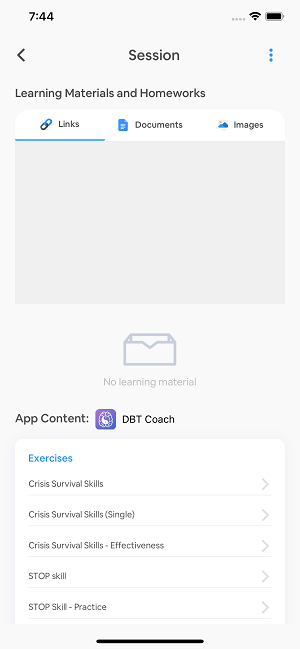 7:44
Session
Learning Materials and Homeworks
Links
Documents
Images
No learning material
App Content: DBT Coach
Exercises
Crisis Survival Skills
Crisis Survival Skills (Single)
Crisis Survival Skills - Effectiveness
STOP skill
STOP Skill - Practice